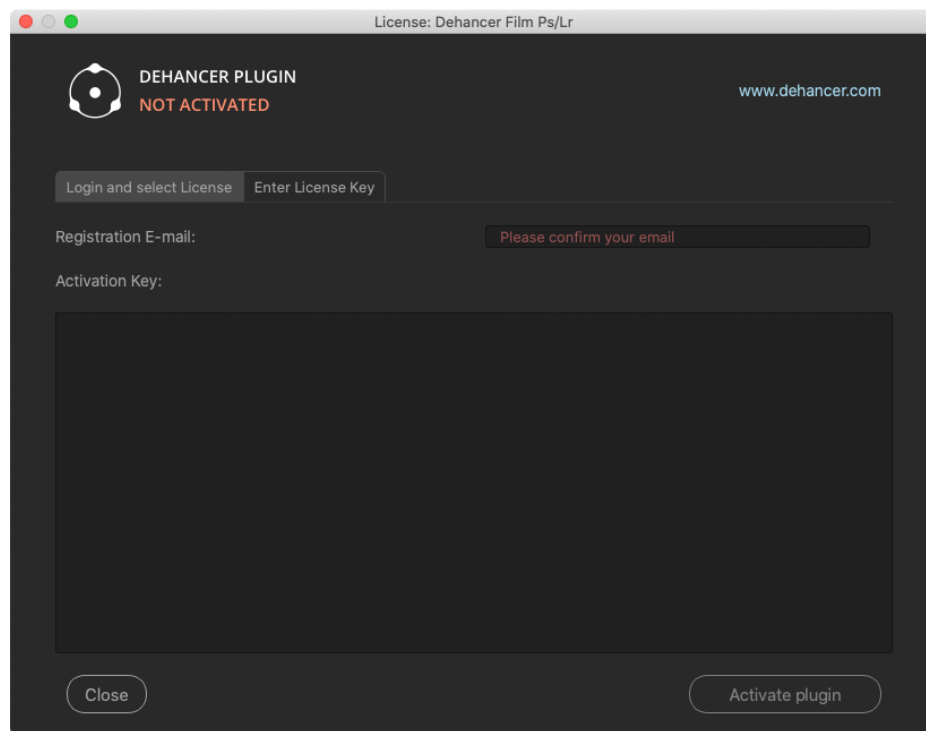 License: Dehancer Film Ps/Lr
DEHANCER PLUGIN
NOT ACTIVATED
www.dehancer.com
Login and select License
Enter License Key
Registration E-mail:
Please confirm your email
Activation Key:
Close
Activate plugin